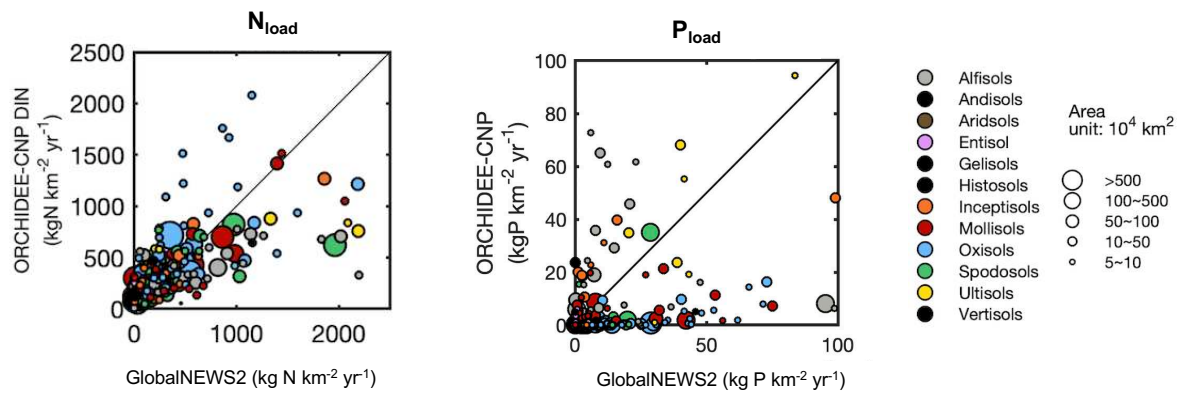 N_load
2500
2000
1500
1000
500
0
0
1000
2000
ORCHIDEE-CNP DIN
(kgN km⁻² yr⁻¹)
GlobalNEWS2 (kg N km⁻² yr⁻¹)
P_load
100
80
60
40
20
0
0
50
100
ORCHIDEE-CNP
(kgP km⁻² yr⁻¹)
GlobalNEWS2 (kg P km⁻² yr⁻¹)
Alfisols
Andisols
Aridsols
Entisol
Gelisols
Histosols
Inceptisols
Mollisols
Oxisols
Spodosols
Ultisols
Vertisols
Area
unit: 10⁴ km²
>500
100~500
50~100
10~50
5~10